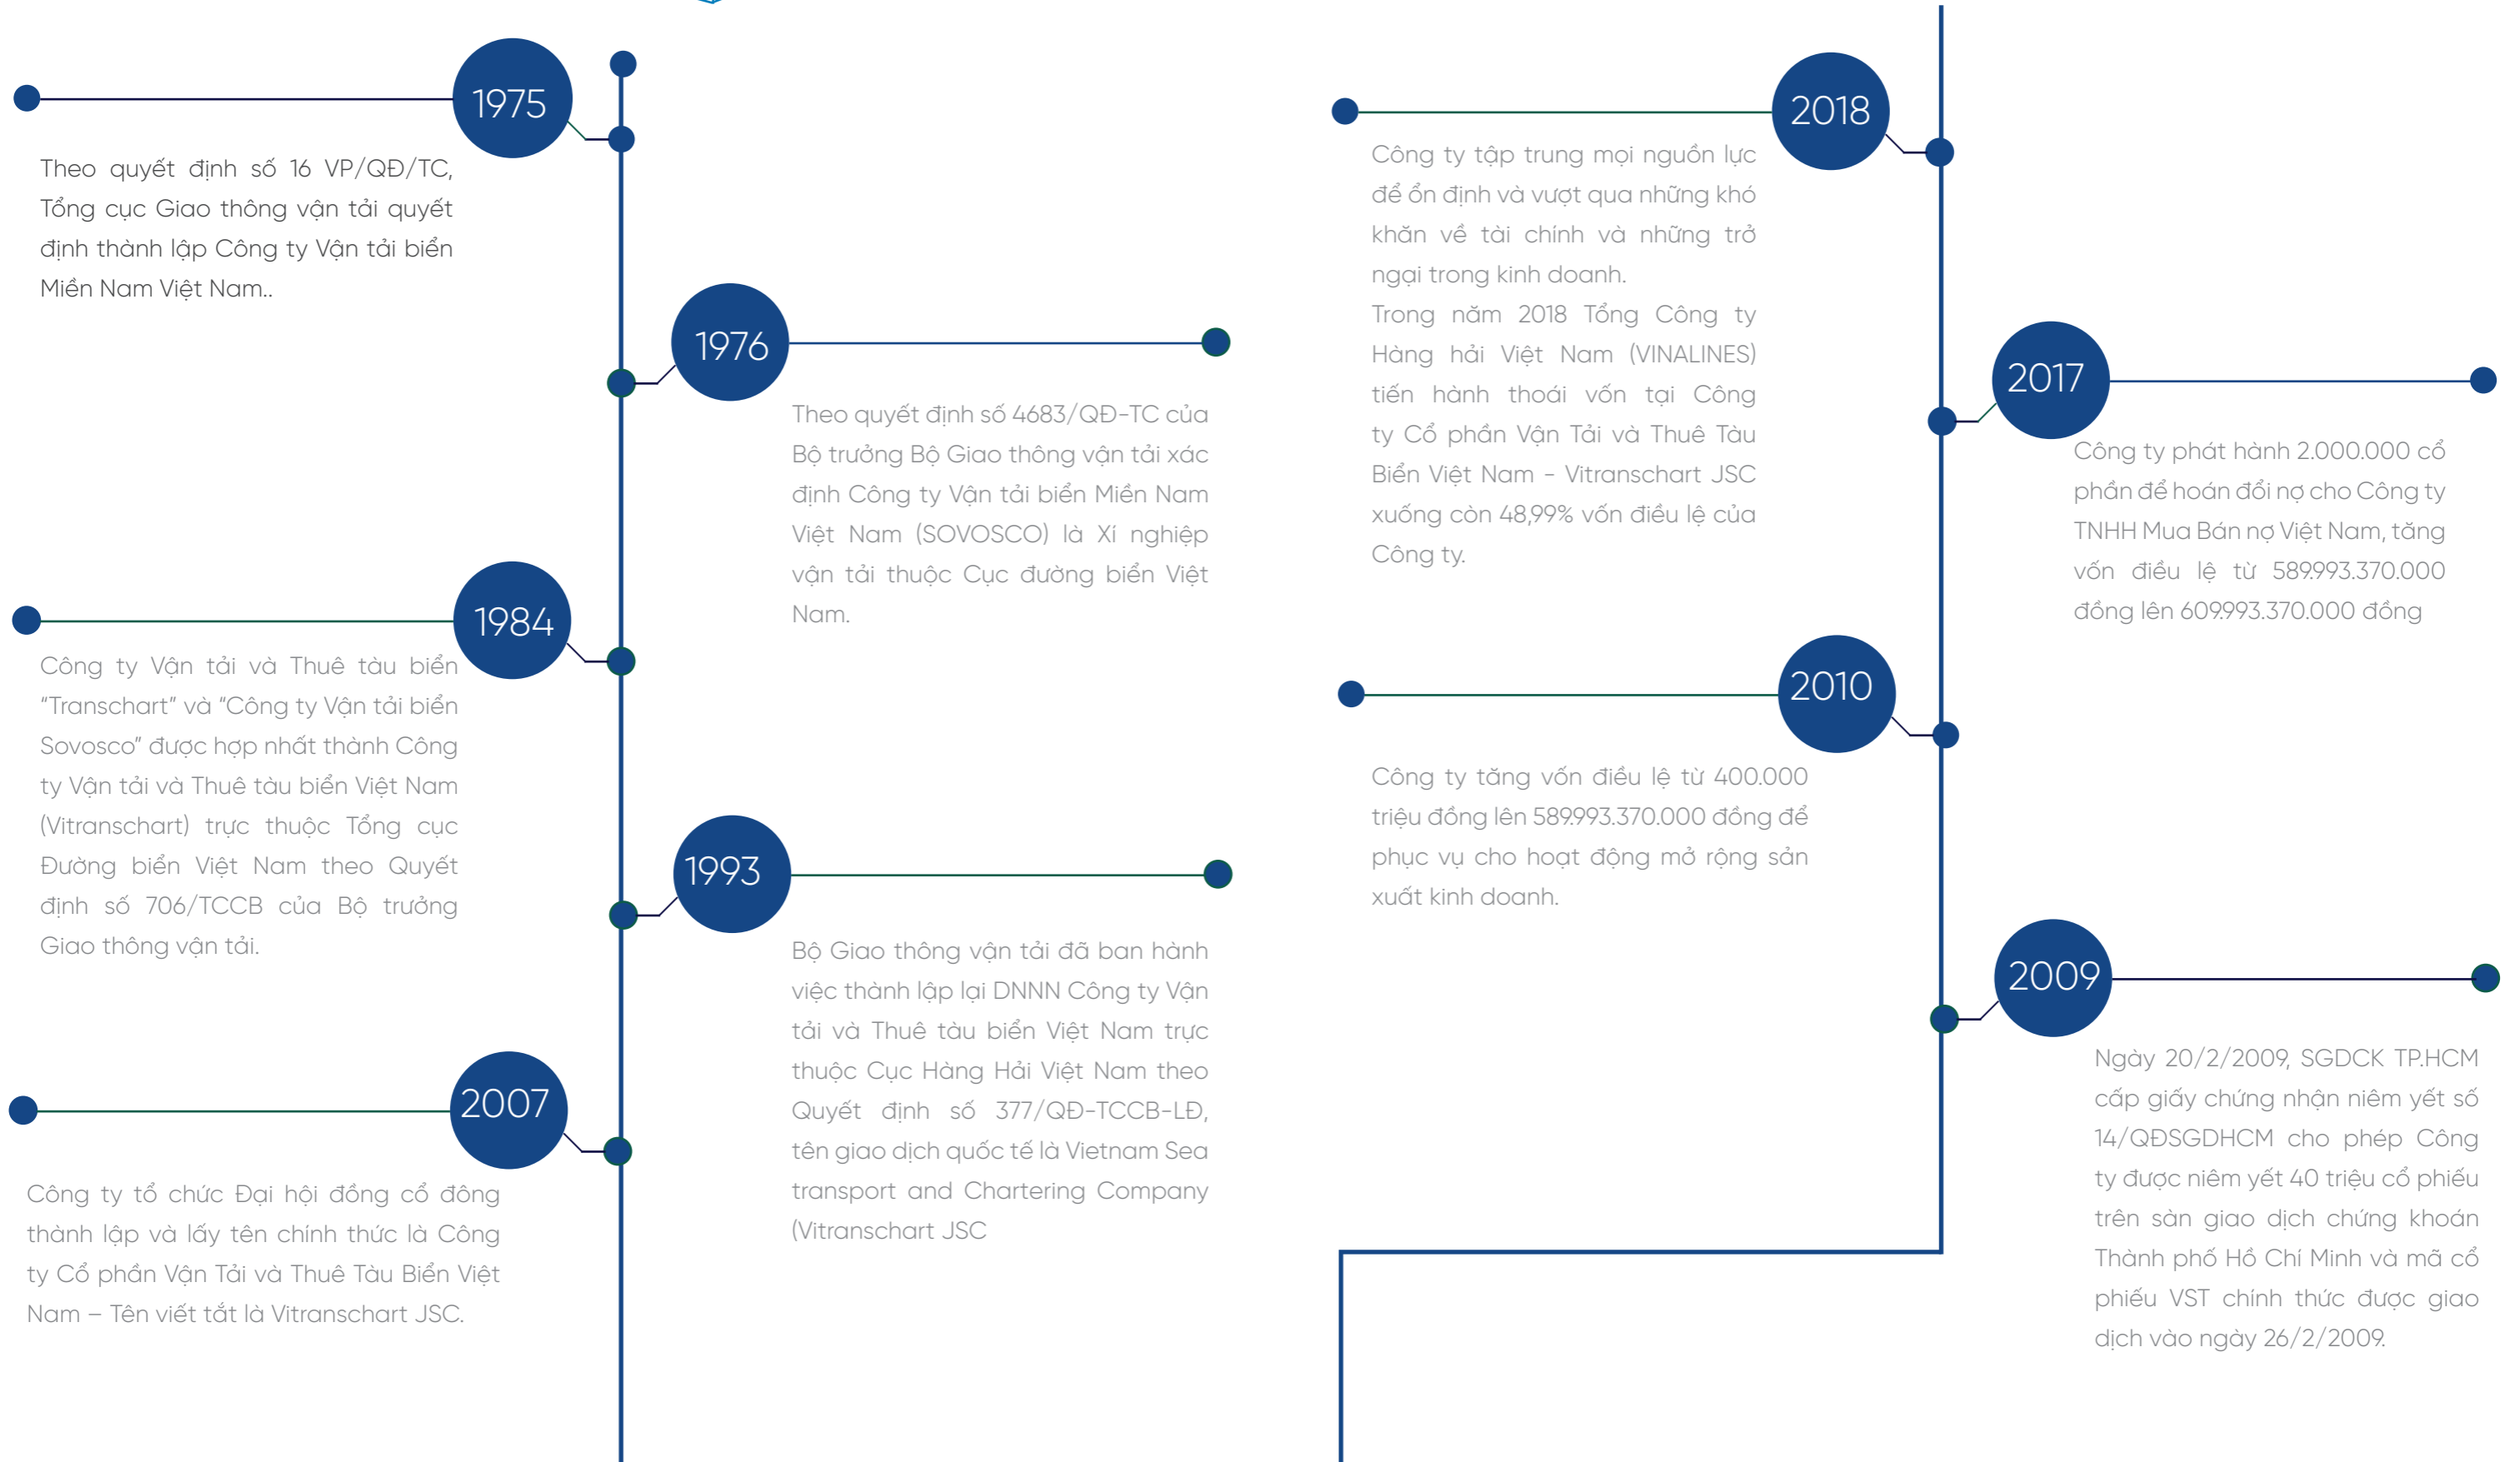 1975
Theo quyết định số 16 VP/QĐ/TC,
Tổng cục Giao thông vận tải quyết
định thành lập Công ty Vận tải biển
Miền Nam Việt Nam..
1976
Theo quyết định số 4683/QĐ-TC của
Bộ trưởng Bộ Giao thông vận tải xác
định Công ty Vận tải biển Miền Nam
Việt Nam (SOVOSCO) là Xí nghiệp
vận tải thuộc Cục đường biển Việt
Nam.
1984
Công ty Vận tải và Thuê tàu biển
“Transchart” và “Công ty Vận tải biển
Sovosco” được hợp nhất thành Công
ty Vận tải và Thuê tàu biển Việt Nam
(Vitranschart) trực thuộc Tổng cục
Đường biển Việt Nam theo Quyết
định số 706/TCCB của Bộ trưởng
Giao thông vận tải.
1993
Bộ Giao thông vận tải đã ban hành
việc thành lập lại DNNN Công ty Vận
tải và Thuê tàu biển Việt Nam trực
thuộc Cục Hàng Hải Việt Nam theo
Quyết định số 377/QĐ-TCCB-LĐ,
tên giao dịch quốc tế là Vietnam Sea
transport and Chartering Company
(Vitranschart JSC
2007
Công ty tổ chức Đại hội đồng cổ đông
thành lập và lấy tên chính thức là Công
ty Cổ phần Vận Tải và Thuê Tàu Biển Việt
Nam – Tên viết tắt là Vitranschart JSC.
2018
Công ty tập trung mọi nguồn lực
để ổn định và vượt qua những khó
khăn về tài chính và những trở
ngại trong kinh doanh.
Trong năm 2018 Tổng Công ty
Hàng hải Việt Nam (VINALINES)
tiến hành thoái vốn tại Công
ty Cổ phần Vận Tải và Thuê Tàu
Biển Việt Nam - Vitranschart JSC
xuống còn 48,99% vốn điều lệ của
Công ty.
2017
Công ty phát hành 2.000.000 cổ
phần để hoán đổi nợ cho Công ty
TNHH Mua Bán nợ Việt Nam, tăng
vốn điều lệ từ 589.993.370.000
đồng lên 609.993.370.000 đồng
2010
Công ty tăng vốn điều lệ từ 400.000
triệu đồng lên 589.993.370.000 đồng để
phục vụ cho hoạt động mở rộng sản
xuất kinh doanh.
2009
Ngày 20/2/2009, SGDCK TP.HCM
cấp giấy chứng nhận niêm yết số
14/QĐSGDHCM cho phép Công
ty được niêm yết 40 triệu cổ phiếu
trên sàn giao dịch chứng khoán
Thành phố Hồ Chí Minh và mã cổ
phiếu VST chính thức được giao
dịch vào ngày 26/2/2009.